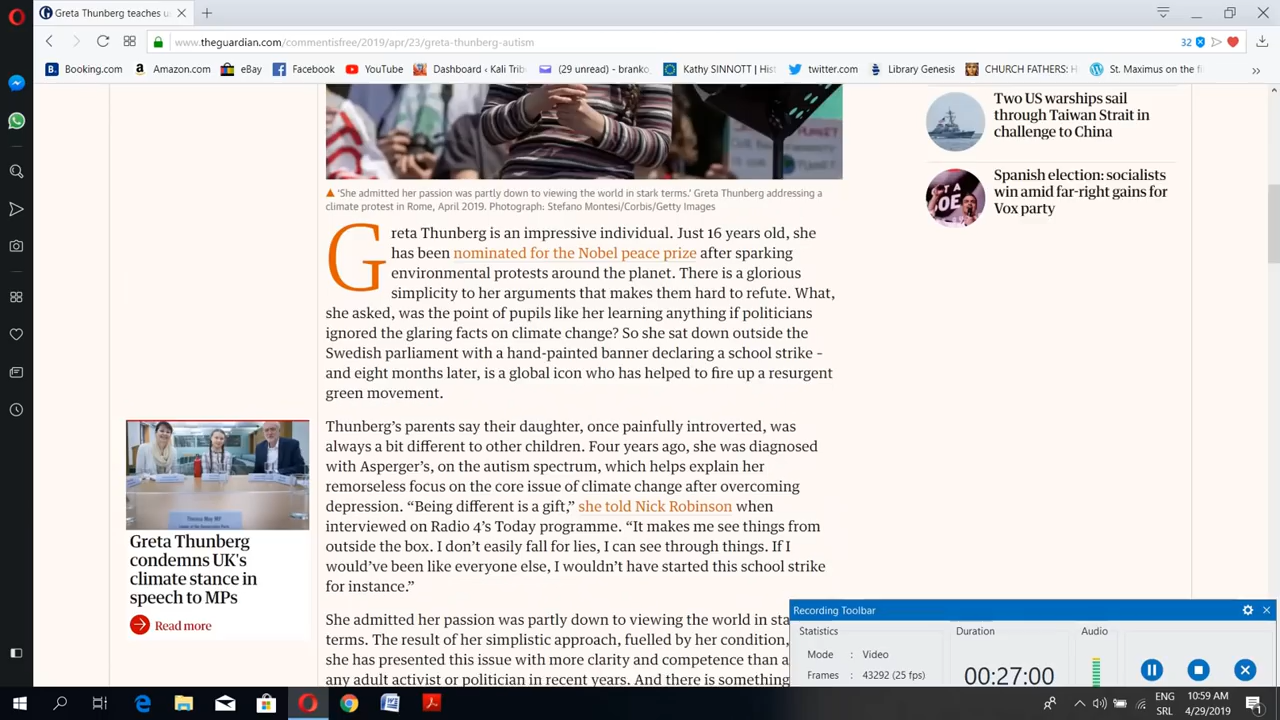 Greta Thunberg teaches u
www.theguardian.com/commentisfree/2019/apr/23/greta-thunberg-autism
32
Booking.com
Amazon.com
eBay
Facebook
YouTube
Dashboard ‹ Kali Trib
(29 unread) - branko_
Kathy SINNOTT | Hist
twitter.com
Library Genesis
CHURCH FATHERS: H
St. Maximus on the fi
Two US warships sail
through Taiwan Strait in
challenge to China
Spanish election: socialists
win amid far-right gains for
Vox party
‘She admitted her passion was partly down to viewing the world in stark terms.’ Greta Thunberg addressing a
climate protest in Rome, April 2019. Photograph: Stefano Montesi/Corbis/Getty Images
Greta Thunberg is an impressive individual. Just 16 years old, she
has been nominated for the Nobel peace prize after sparking
environmental protests around the planet. There is a glorious
simplicity to her arguments that makes them hard to refute. What,
she asked, was the point of pupils like her learning anything if politicians
ignored the glaring facts on climate change? So she sat down outside the
Swedish parliament with a hand-painted banner declaring a school strike –
and eight months later, is a global icon who has helped to fire up a resurgent
green movement.
Thunberg’s parents say their daughter, once painfully introverted, was
always a bit different to other children. Four years ago, she was diagnosed
with Asperger’s, on the autism spectrum, which helps explain her
remorseless focus on the core issue of climate change after overcoming
depression. “Being different is a gift,” she told Nick Robinson when
interviewed on Radio 4’s Today programme. “It makes me see things from
outside the box. I don’t easily fall for lies, I can see through things. If I
would’ve been like everyone else, I wouldn’t have started this school strike
for instance.”
She admitted her passion was partly down to viewing the world in sta
terms. The result of her simplistic approach, fuelled by her condition,
she has presented this issue with more clarity and competence than a
any adult activist or politician in recent years. And there is something
Greta Thunberg
condemns UK's
climate stance in
speech to MPs
Read more
Recording Toolbar
Statistics
Duration
Audio
Mode : Video
Frames : 43292 (25 fps)
00:27:00
ENG
SRL
10:59 AM
4/29/2019
1